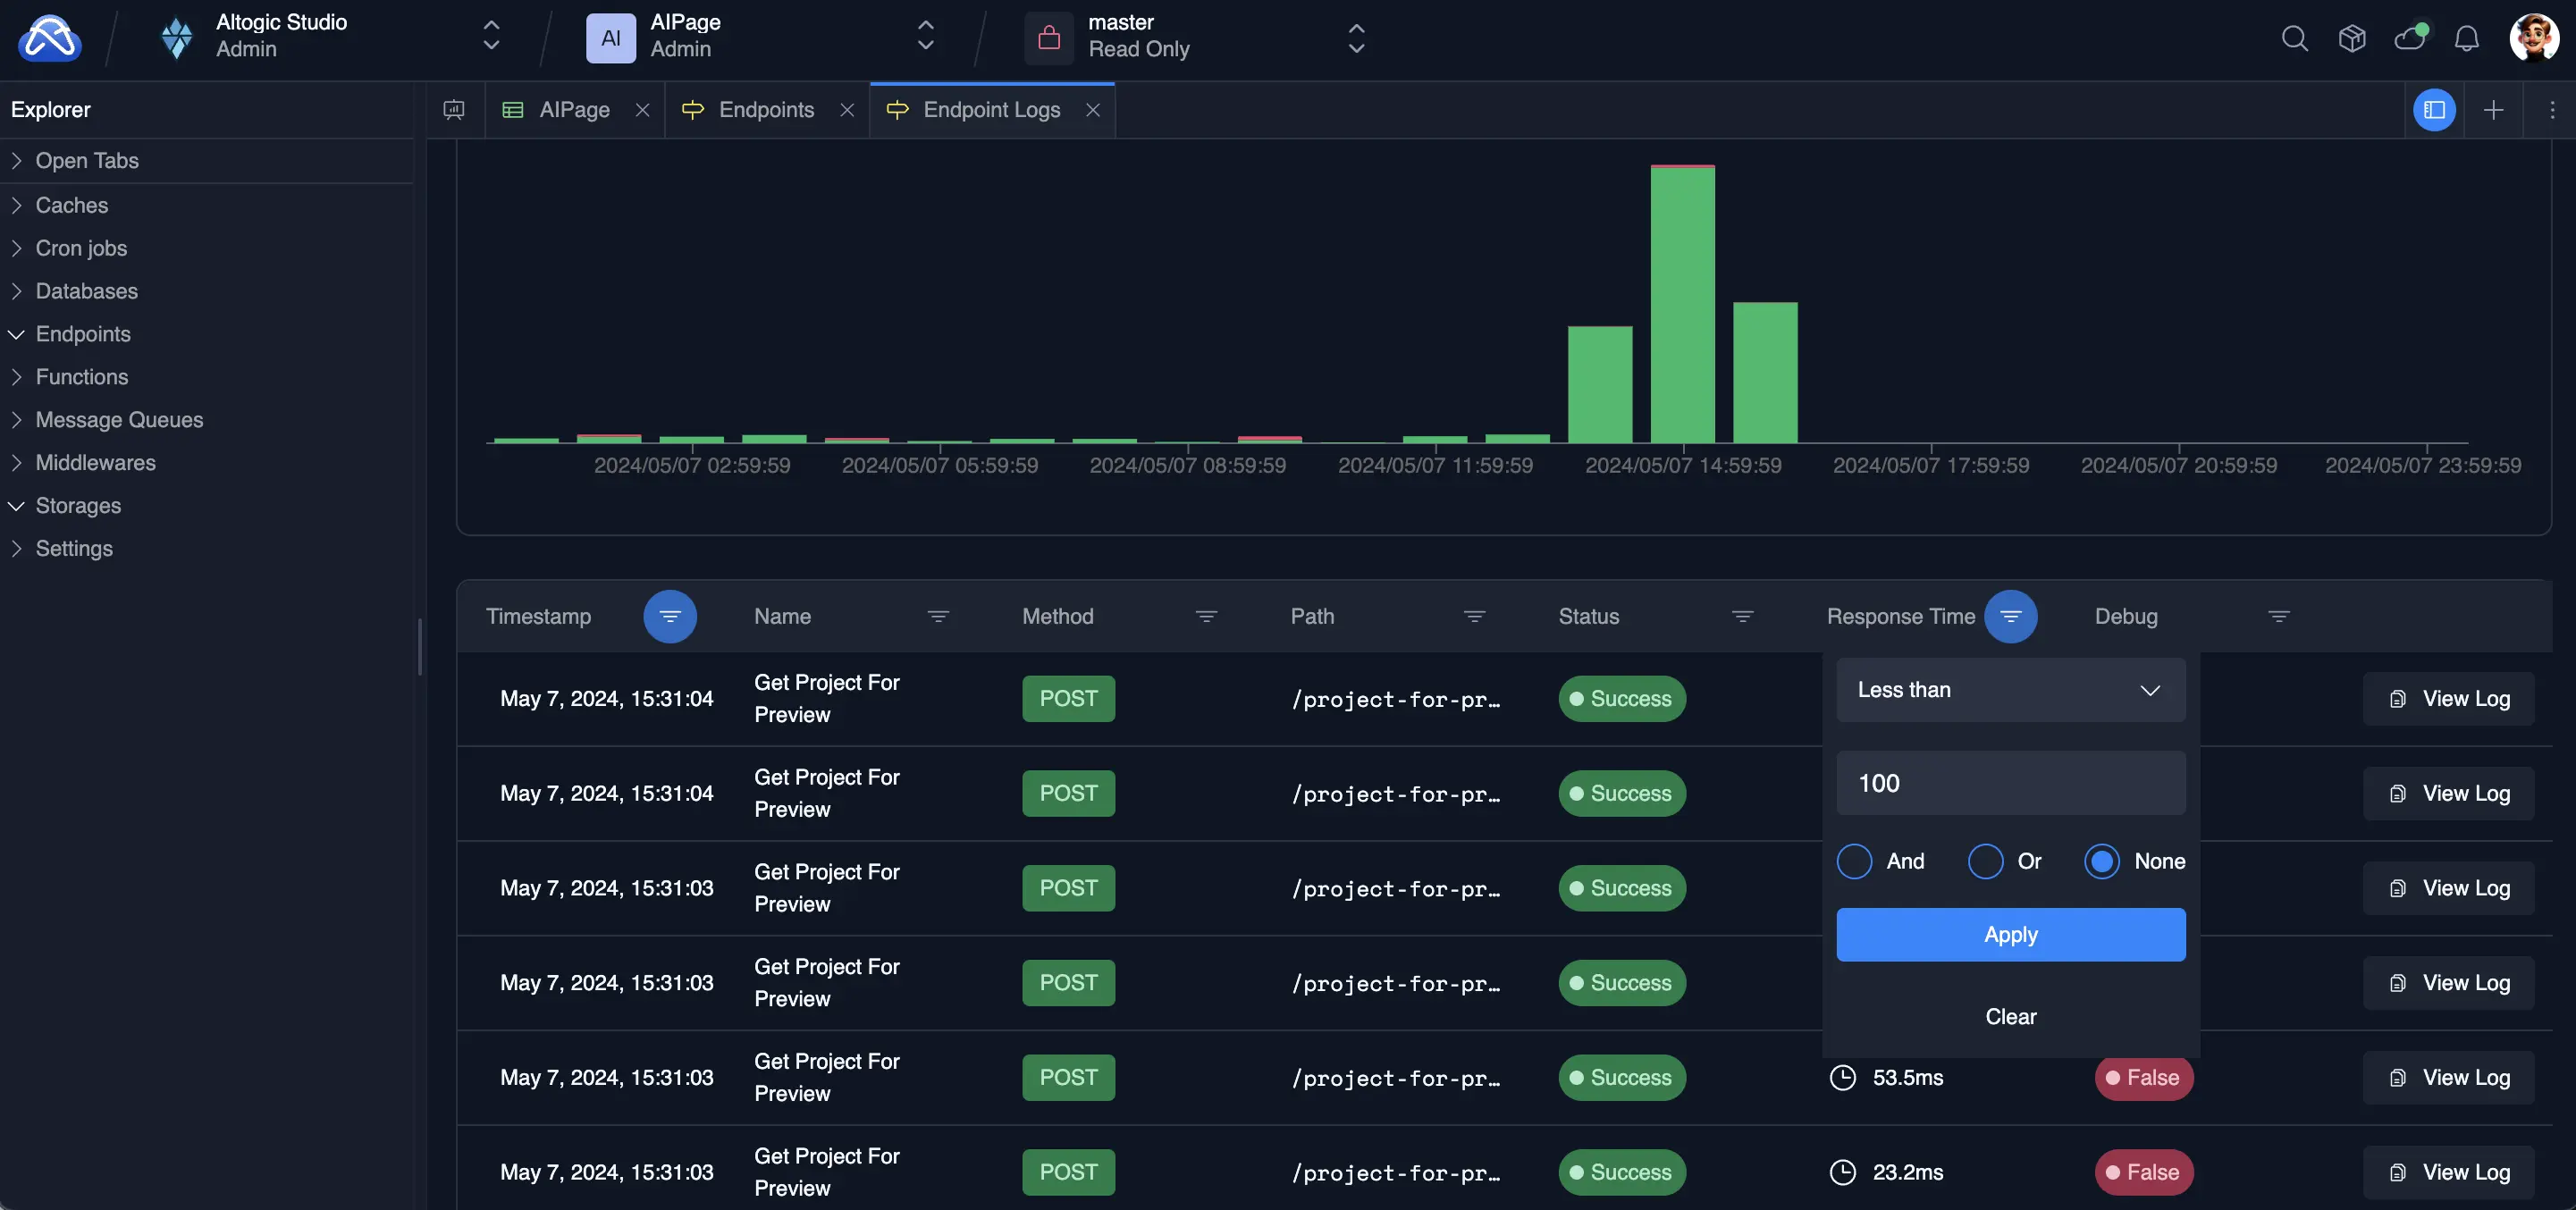 Altogic Studio
Admin
AI
AIPage
Admin
master
Read Only
Explorer
AIPage
Endpoints
Endpoint Logs
Open Tabs
Caches
Cron jobs
Databases
Endpoints
Functions
Message Queues
Middlewares
Storages
Settings
2024/05/07 02:59:59
2024/05/07 05:59:59
2024/05/07 08:59:59
2024/05/07 11:59:59
2024/05/07 14:59:59
2024/05/07 17:59:59
2024/05/07 20:59:59
2024/05/07 23:59:59
Timestamp
Name
Method
Path
Status
Response Time
Debug
May 7, 2024, 15:31:04
Get Project For
Preview
POST
/project-for-pr…
Success
View Log
May 7, 2024, 15:31:04
Get Project For
Preview
POST
/project-for-pr…
Success
View Log
May 7, 2024, 15:31:03
Get Project For
Preview
POST
/project-for-pr…
Success
View Log
May 7, 2024, 15:31:03
Get Project For
Preview
POST
/project-for-pr…
Success
View Log
May 7, 2024, 15:31:03
Get Project For
Preview
POST
/project-for-pr…
Success
53.5ms
False
View Log
May 7, 2024, 15:31:03
Get Project For
Preview
POST
/project-for-pr…
Success
23.2ms
False
View Log
Less than
100
And
Or
None
Apply
Clear